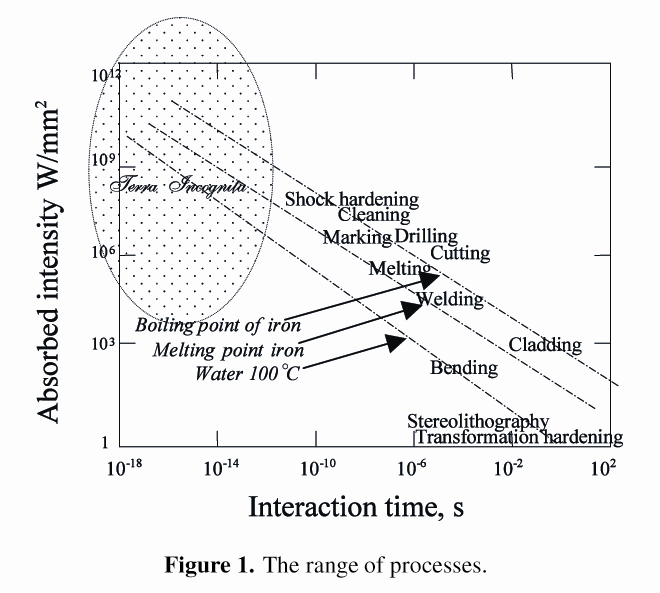 Absorbed intensity W/mm²
10¹²
10⁹
10⁶
10³
1
Terra Incognita
Shock hardening
Cleaning
Marking Drilling
Cutting
Melting
Welding
Boiling point of iron
Melting point iron
Water 100°C
Cladding
Bending
Stereolithography
Transformation hardening
10⁻¹⁸ 10⁻¹⁴ 10⁻¹⁰ 10⁻⁶ 10⁻² 10²
Interaction time, s
Figure 1. The range of processes.